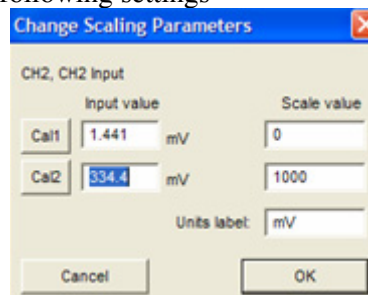 following settings
Change Scaling Parameters
CH2, CH2 Input
Input value Scale value
Cal1 1.441 mV 0
Cal2 334.4 mV 1000
Units label: mV
Cancel OK